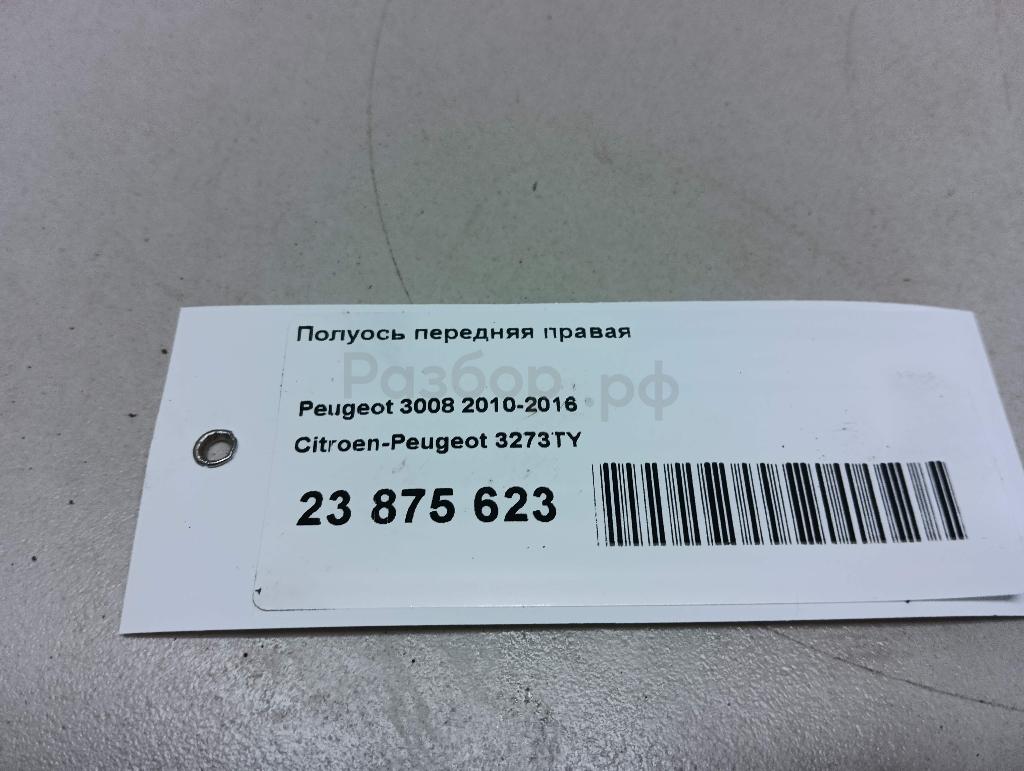 Полуось передняя правая
Разбор.рф
Peugeot 3008 2010-2016
Citroen-Peugeot 3273TY
23 875 623